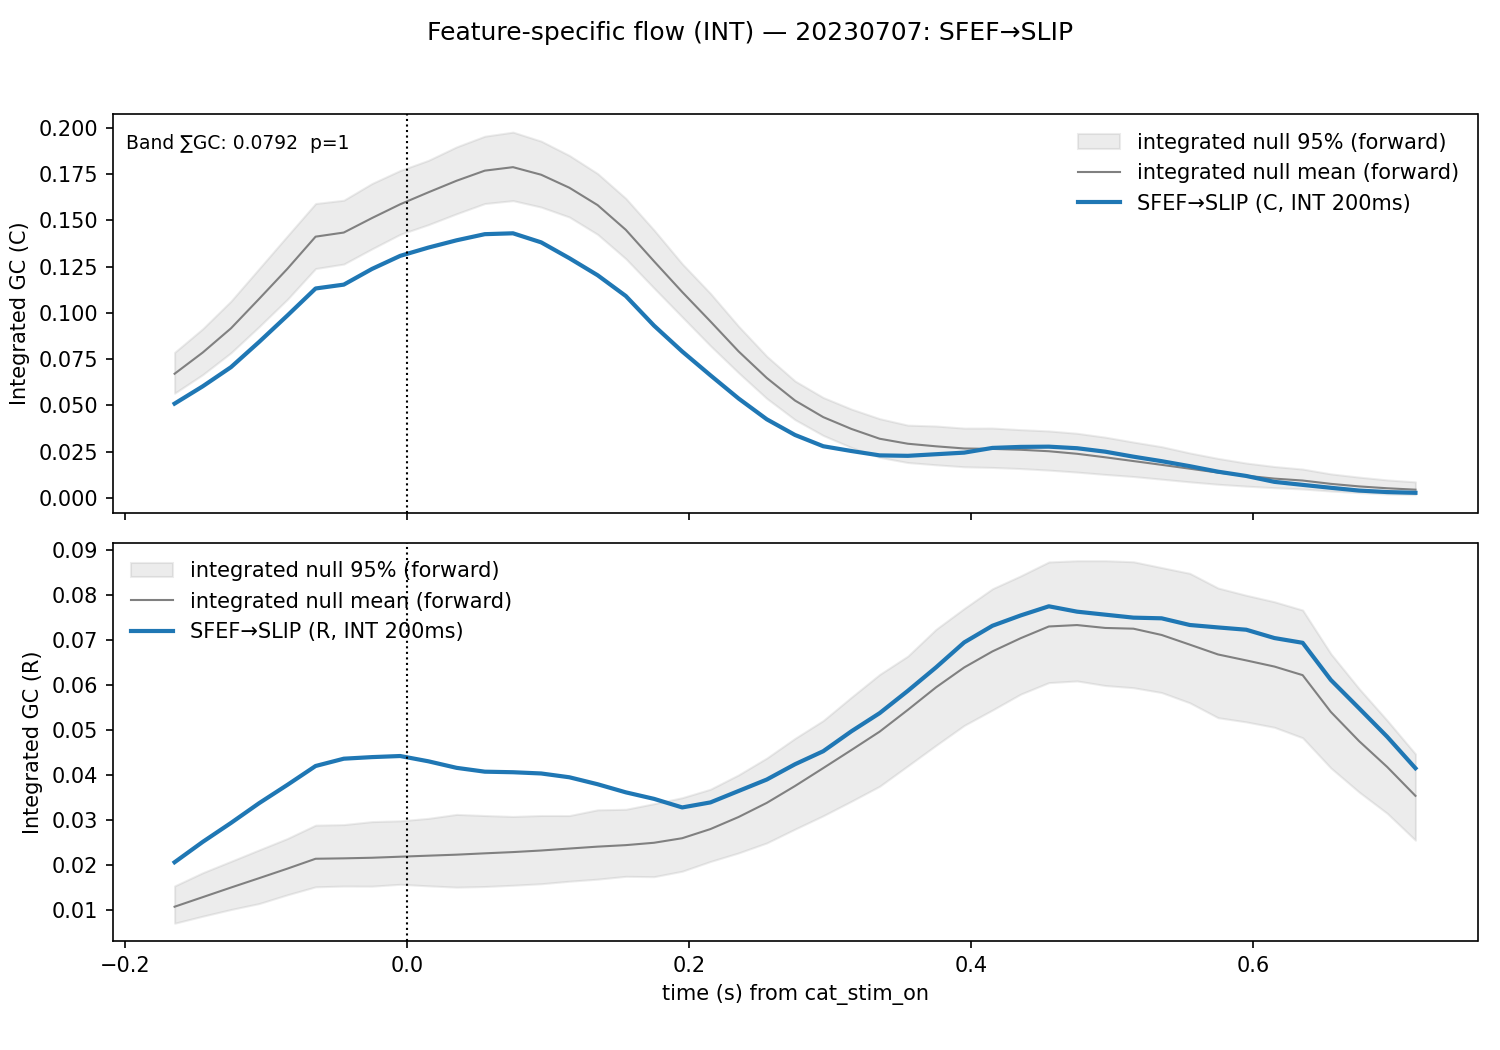 Feature-specific flow (INT) — 20230707: SFEF→SLIP
Integrated GC (C)
0.200
0.175
0.150
0.125
0.100
0.075
0.050
0.025
0.000
Band ∑GC: 0.0792  p=1
integrated null 95% (forward)
integrated null mean (forward)
SFEF→SLIP (C, INT 200ms)
Integrated GC (R)
0.09
0.08
0.07
0.06
0.05
0.04
0.03
0.02
0.01
integrated null 95% (forward)
integrated null mean (forward)
SFEF→SLIP (R, INT 200ms)
−0.2 0.0 0.2 0.4 0.6
time (s) from cat_stim_on